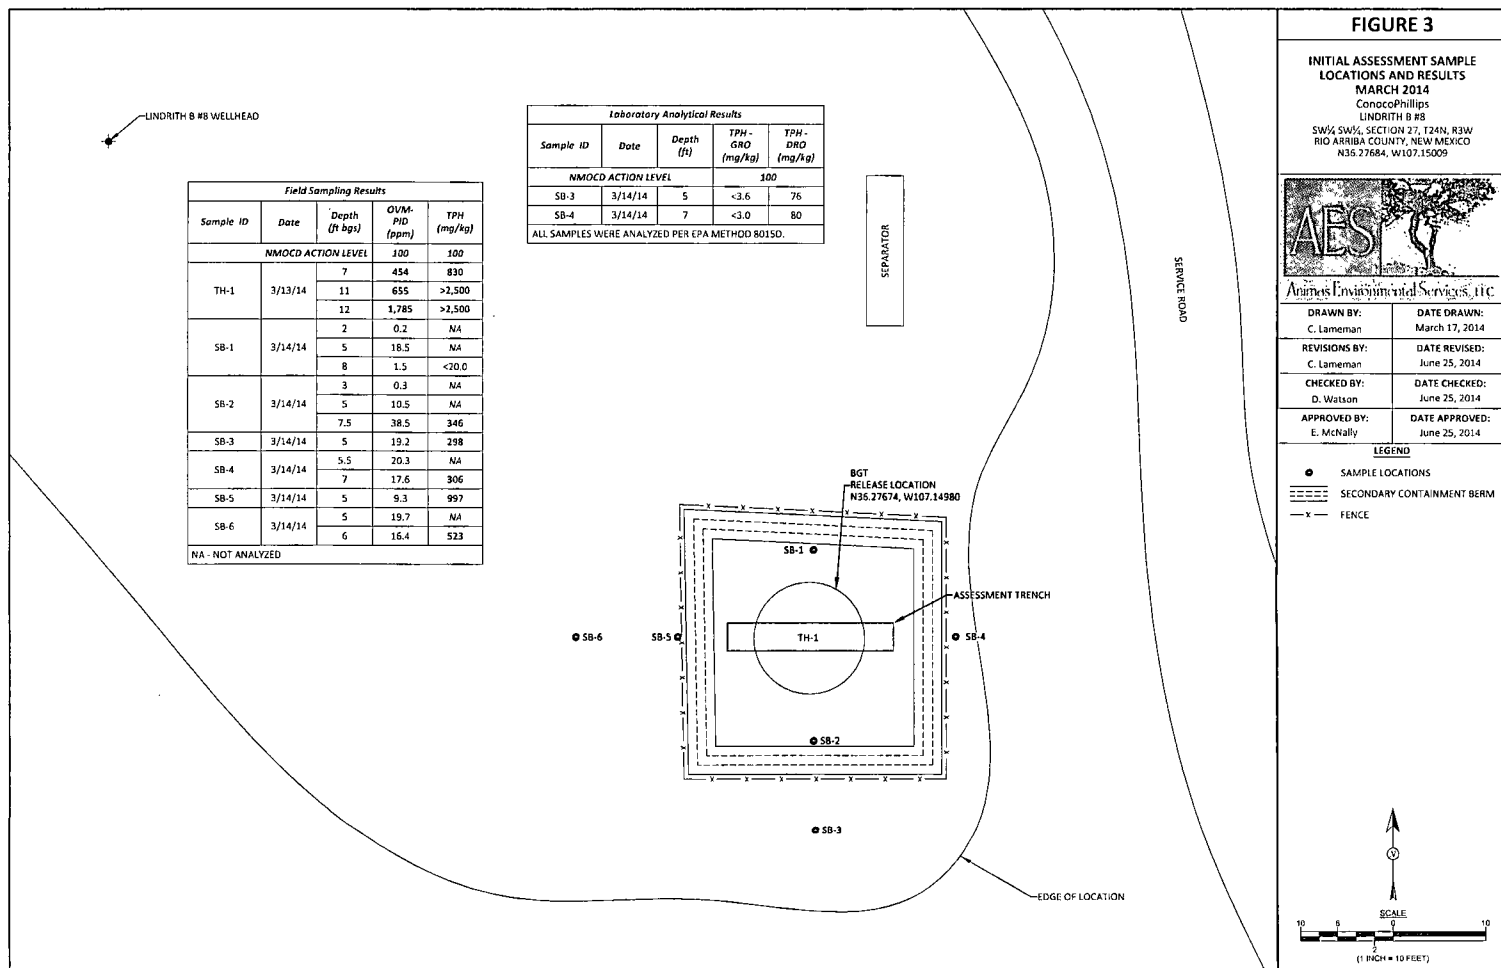 LINDRITH B #8 WELLHEAD
Field Sampling Results
Sample ID Date Depth (ft bgs) OVM-PID (ppm) TPH (mg/kg)
NMOCD ACTION LEVEL 100 100
TH-1 3/13/14 7 454 830
11 655 >2,500
12 1,785 >2,500
SB-1 3/14/14 2 0.2 NA
5 18.5 NA
8 1.5 <20.0
SB-2 3/14/14 3 0.3 NA
5 10.5 NA
7.5 38.5 346
SB-3 3/14/14 5 19.2 298
SB-4 3/14/14 5.5 20.3 NA
7 17.6 306
SB-5 3/14/14 5 9.3 997
SB-6 3/14/14 5 19.7 NA
6 16.4 523
NA - NOT ANALYZED
Laboratory Analytical Results
Sample ID Date Depth (ft) TPH - GRO (mg/kg) TPH - DRO (mg/kg)
NMOCD ACTION LEVEL 100
SB-3 3/14/14 5 <3.6 76
SB-4 3/14/14 7 <3.0 80
ALL SAMPLES WERE ANALYZED PER EPA METHOD 8015D.
SEPARATOR
SERVICE ROAD
BGT
RELEASE LOCATION
N36.27674, W107.14980
SB-1
ASSESSMENT TRENCH
SB-6
SB-5
TH-1
SB-4
SB-2
SB-3
EDGE OF LOCATION
FIGURE 3
INITIAL ASSESSMENT SAMPLE
LOCATIONS AND RESULTS
MARCH 2014
ConocoPhillips
LINDRITH B #8
SW¼ SW¼, SECTION 27, T24N, R3W
RIO ARRIBA COUNTY, NEW MEXICO
N36.27684, W107.15009
AES
Animas Environmental Services, LLC
DRAWN BY: DATE DRAWN:
C. Lameman March 17, 2014
REVISIONS BY: DATE REVISED:
C. Lameman June 25, 2014
CHECKED BY: DATE CHECKED:
D. Watson June 25, 2014
APPROVED BY: DATE APPROVED:
E. McNally June 25, 2014
LEGEND
SAMPLE LOCATIONS
SECONDARY CONTAINMENT BERM
x FENCE
SCALE
10 6 0 10
2
(1 INCH = 10 FEET)